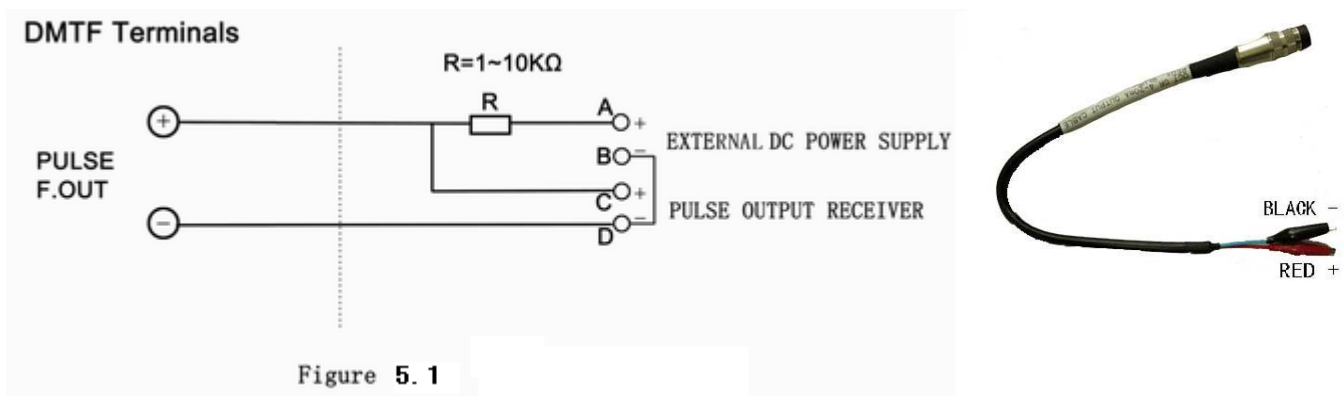 DMTF Terminals
R=1~10KΩ
R
A
+
+
EXTERNAL DC POWER SUPPLY
B
-
PULSE
F.OUT
C
+
PULSE OUTPUT RECEIVER
-
-
D
BLACK -
RED +
Figure 5.1